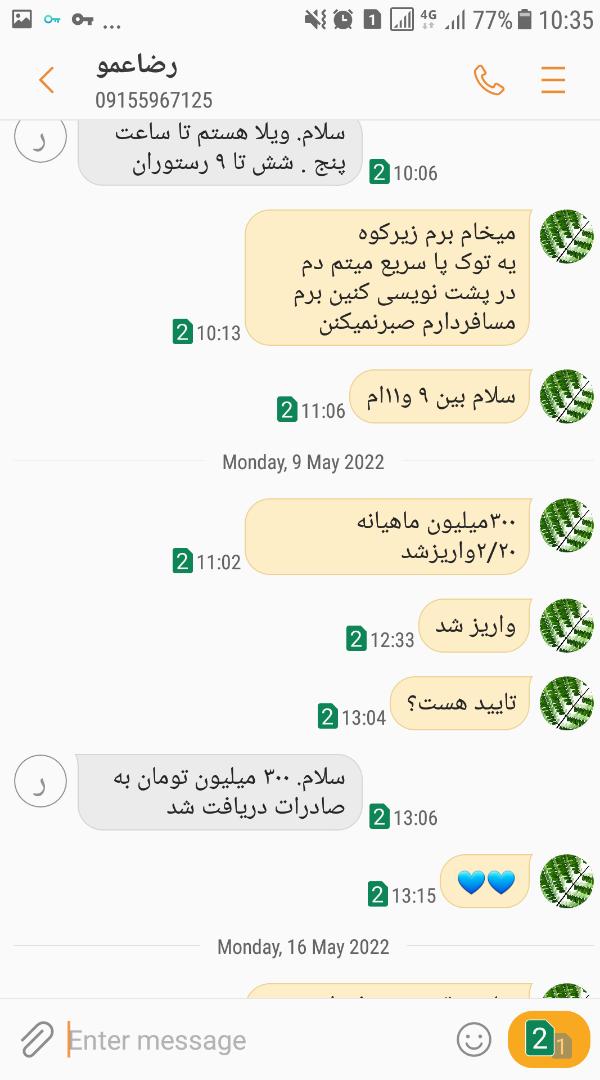 1 4G 77% 10:35
رضاعمو
09155967125
ر
سلام. ویلا هستم تا ساعت
پنج . شش تا ۹ رستوران
2 10:06
میخام برم زیرکوه
یه توک پا سریع میتم دم
در پشت نویسی کنین برم
مسافردارم صبرنمیکنن
2 10:13
سلام بین ۹ و۱۱ام
2 11:06
Monday, 9 May 2022
۳۰۰میلیون ماهیانه
۲/۲۰واریزشد
2 11:02
واریز شد
2 12:33
تایید هست؟
2 13:04
ر
سلام. ۳۰۰ میلیون تومان به
صادرات دریافت شد
2 13:06
💙💙
2 13:15
Monday, 16 May 2022
Enter message
2 1